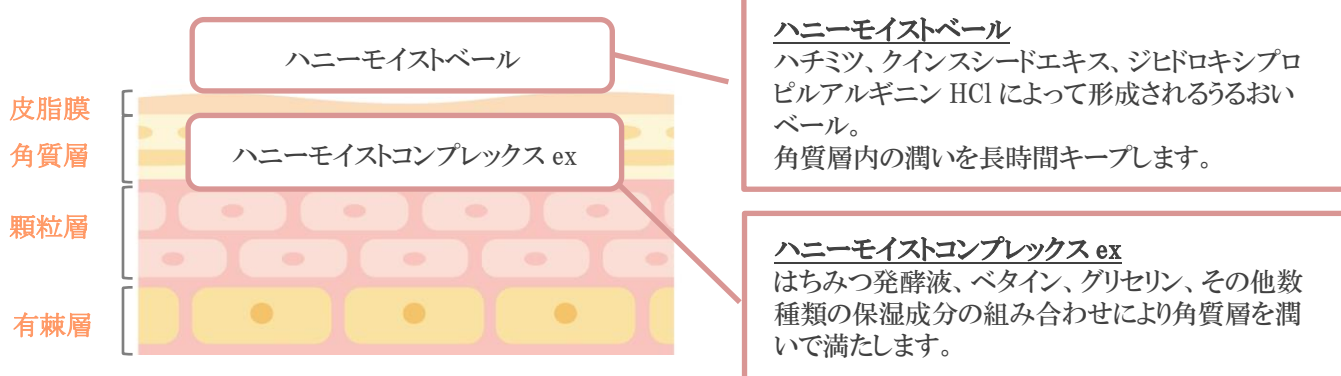 ハニーモイストベール
皮脂膜
角質層
ハニーモイストコンプレックス ex
顆粒層
有棘層
ハニーモイストベール
ハチミツ、クインスシードエキス、ジヒドロキシプロ
ピルアルギニン HCl によって形成されるうるおい
ベール。
角質層内の潤いを長時間キープします。
ハニーモイストコンプレックス ex
はちみつ発酵液、ベタイン、グリセリン、その他数
種類の保湿成分の組み合わせにより角質層を潤
いで満たします。